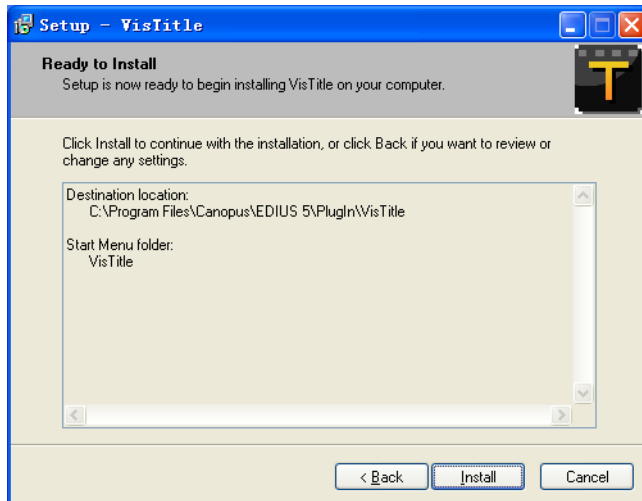 Setup - VisTitle
Ready to Install
Setup is now ready to begin installing VisTitle on your computer.
T
Click Install to continue with the installation, or click Back if you want to review or
change any settings.
Destination location:
C:\Program Files\Canopus\EDIUS 5\PlugIn\VisTitle
Start Menu folder:
VisTitle
< Back
Install
Cancel